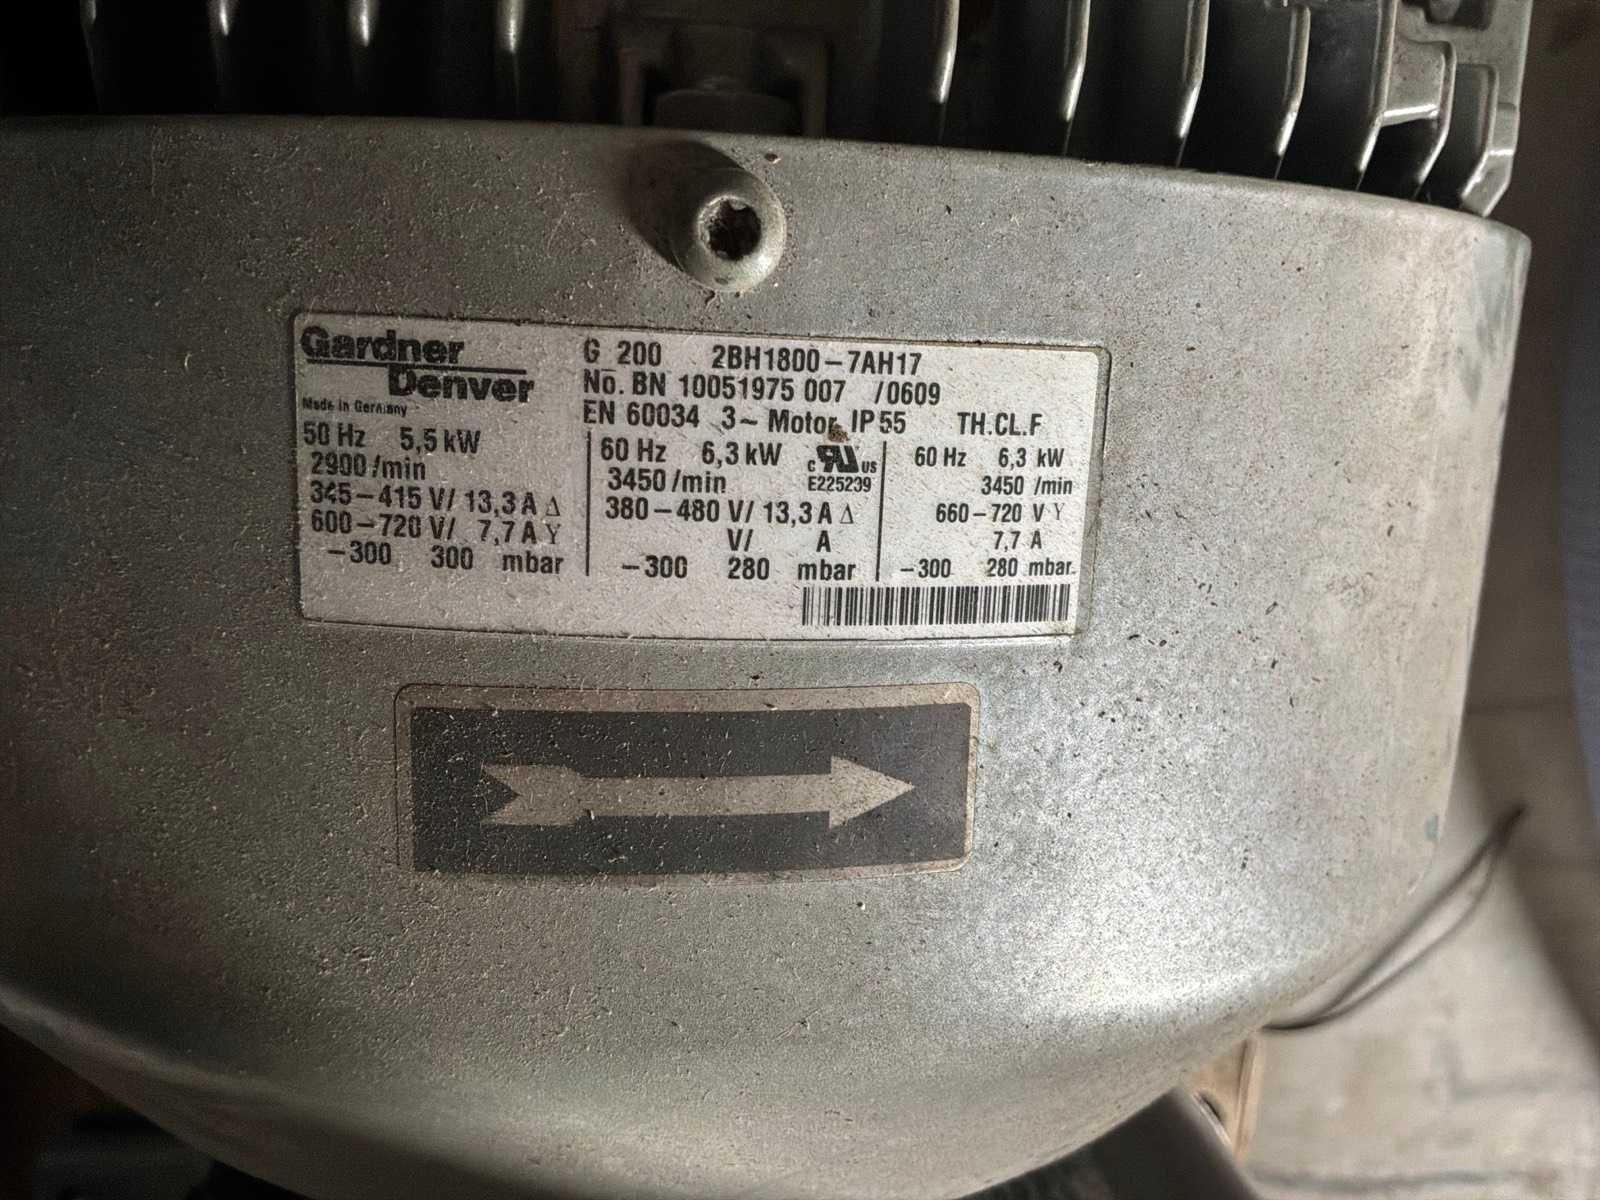 Gardner
Denver
Made in Germany
G 200 2BH1800-7AH17
No. BN 10051975 007 /0609
EN 60034 3~ Motor IP 55 TH.CL.F
50 Hz 5,5 kW
2900 /min
345-415 V/ 13,3 A Δ
600-720 V/ 7,7 A Y
-300 300 mbar
60 Hz 6,3 kW
c RU US
E225239
3450 /min
380-480 V/ 13,3 A Δ
V/ A
-300 280 mbar
60 Hz 6,3 kW
3450 /min
660-720 V Y
7,7 A
-300 280 mbar